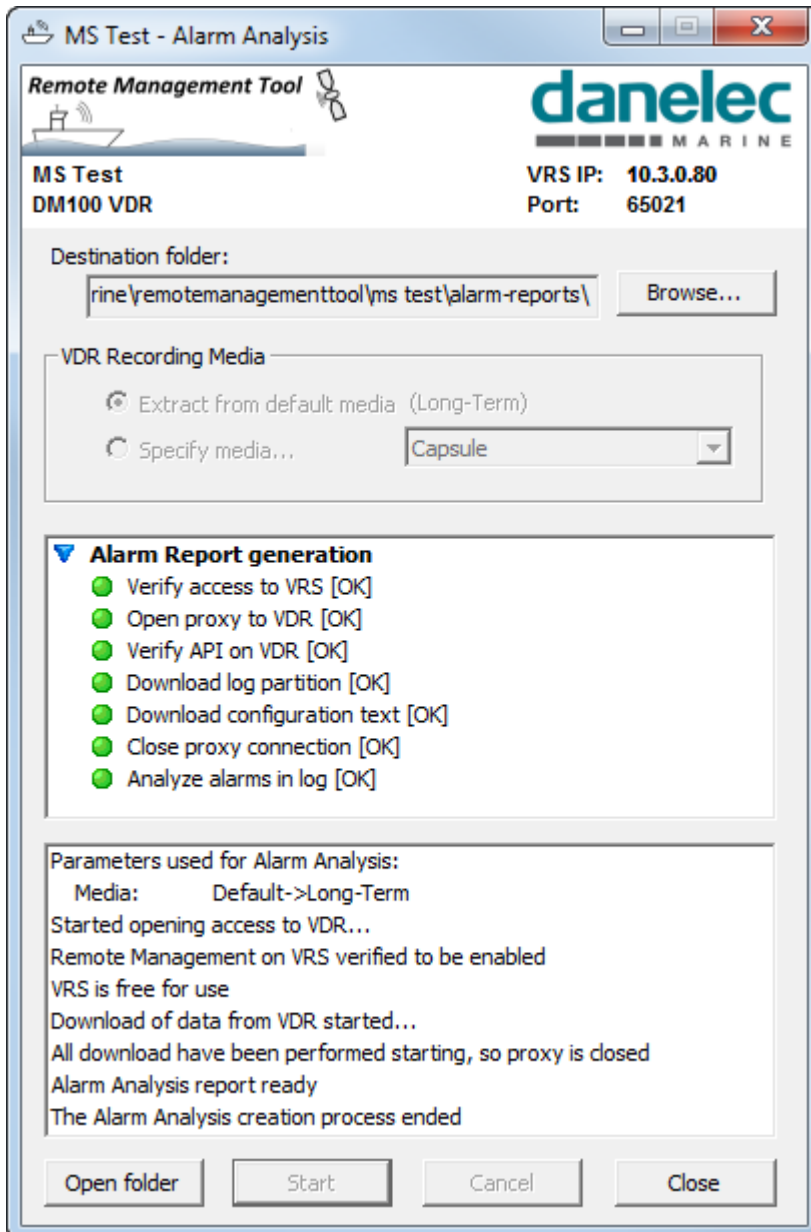 MS Test - Alarm Analysis
Remote Management Tool
danelec
MARINE
MS Test
VRS IP: 10.3.0.80
DM100 VDR
Port: 65021
Destination folder:
rine\remotemanagementtool\ms test\alarm-reports\
Browse...
VDR Recording Media
Extract from default media (Long-Term)
Specify media...
Capsule
Alarm Report generation
Verify access to VRS [OK]
Open proxy to VDR [OK]
Verify API on VDR [OK]
Download log partition [OK]
Download configuration text [OK]
Close proxy connection [OK]
Analyze alarms in log [OK]
Parameters used for Alarm Analysis:
Media: Default->Long-Term
Started opening access to VDR...
Remote Management on VRS verified to be enabled
VRS is free for use
Download of data from VDR started...
All download have been performed starting, so proxy is closed
Alarm Analysis report ready
The Alarm Analysis creation process ended
Open folder
Start
Cancel
Close